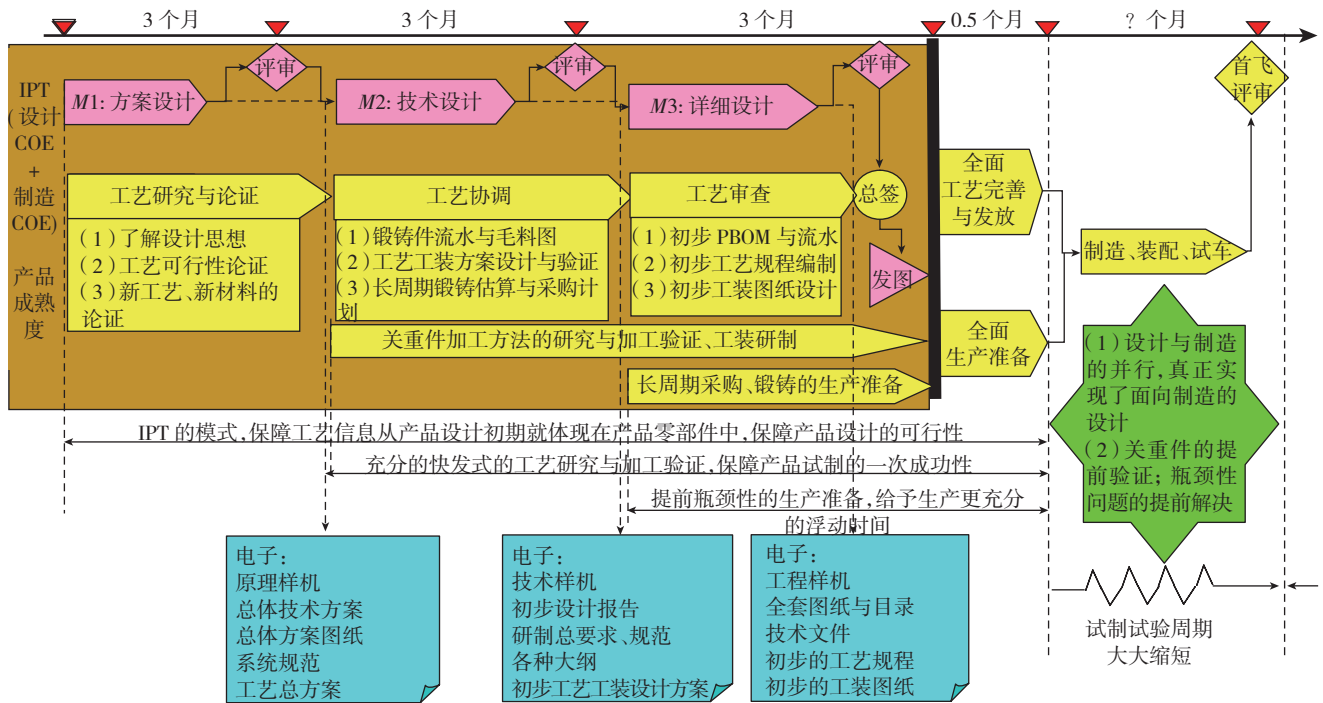 3 个月
3 个月
3 个月
0.5 个月
? 个月
IPT
(设计
COE
+
制造
COE)
产品
成熟
度
M1: 方案设计
评审
M2: 技术设计
评审
M3: 详细设计
评审
首飞
评审
工艺研究与论证
(1)了解设计思想
(2)工艺可行性论证
(3)新工艺、新材料的
论证
工艺协调
(1)锻铸件流水与毛料图
(2)工艺工装方案设计与验证
(3)长周期锻铸估算与采购计
划
工艺审查
(1)初步 PBOM 与流水
(2)初步工艺规程编制
(3)初步工装图纸设计
总签
发图
全面
工艺完善
与发放
制造、装配、试车
关重件加工方法的研究与加工验证、工装研制
全面
生产准备
长周期采购、锻铸的生产准备
(1)设计与制造
的并行,真正实
现了面向制造的
设计
(2)关重件的提
前验证; 瓶颈性
问题的提前解决
IPT 的模式,保障工艺信息从产品设计初期就体现在产品零部件中,保障产品设计的可行性
充分的快发式的工艺研究与加工验证,保障产品试制的一次成功性
提前瓶颈性的生产准备,给予生产更充分
的浮动时间
电子:
原理样机
总体技术方案
总体方案图纸
系统规范
工艺总方案
电子:
技术样机
初步设计报告
研制总要求、规范
各种大纲
初步工艺工装设计方案
电子:
工程样机
全套图纸与目录
技术文件
初步的工艺规程
初步的工装图纸
试制试验周期
大大缩短